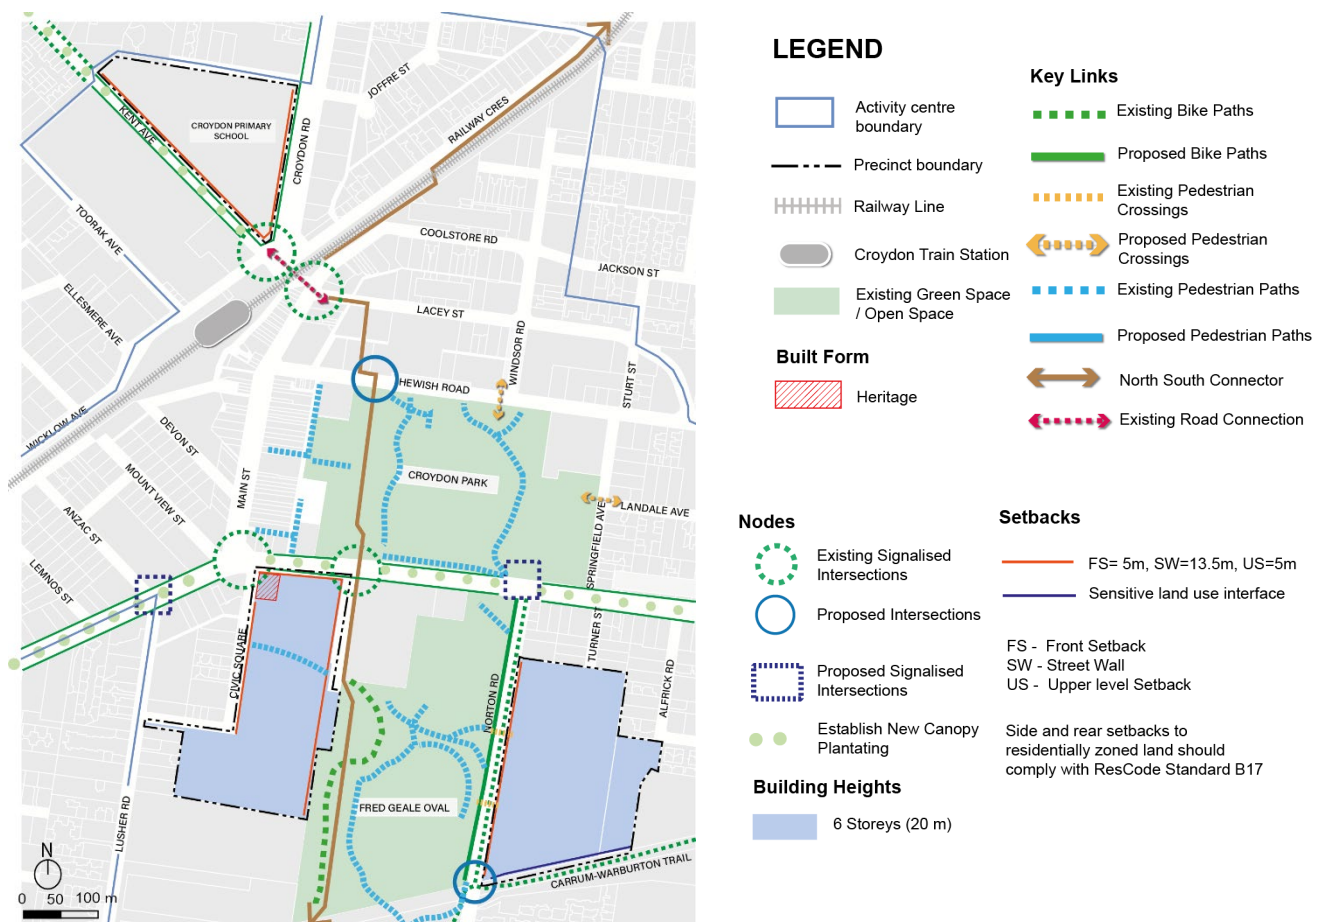 JOFFRE ST
KENT AVE
CROYDON PRIMARY
SCHOOL
CROYDON RD
RAILWAY CRES
TOORAK AVE
COOLSTORE RD
JACKSON ST
ELLESMERE AVE
LACEY ST
WINDSOR RD
HEWISH ROAD
STURT ST
WICKLOW AVE
DEVON ST
MOUNT VIEW ST
MAIN ST
CROYDON PARK
LANDALE AVE
ANZAC ST
SPRINGFIELD AVE
LEMNOS ST
CIVIC SQUARE
TURNER ST
NORTON RD
ALFRICK RD
LUSHER RD
FRED GEALE OVAL
CARRUM-WARBURTON TRAIL
N
0 50 100 m
LEGEND
Activity centre
boundary
Precinct boundary
Railway Line
Croydon Train Station
Existing Green Space
/ Open Space
Built Form
Heritage
Key Links
Existing Bike Paths
Proposed Bike Paths
Existing Pedestrian
Crossings
Proposed Pedestrian
Crossings
Existing Pedestrian Paths
Proposed Pedestrian Paths
North South Connector
Existing Road Connection
Nodes
Existing Signalised
Intersections
Proposed Intersections
Proposed Signalised
Intersections
Establish New Canopy
Plantating
Building Heights
6 Storeys (20 m)
Setbacks
FS= 5m, SW=13.5m, US=5m
Sensitive land use interface
FS - Front Setback
SW - Street Wall
US - Upper level Setback
Side and rear setbacks to
residentially zoned land should
comply with ResCode Standard B17